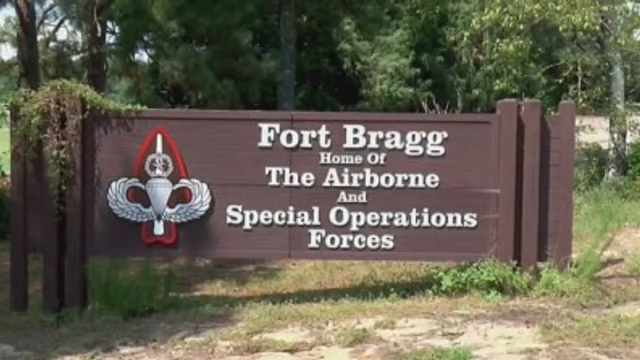 Fort Bragg
Home Of
The Airborne
And
Special Operations
Forces